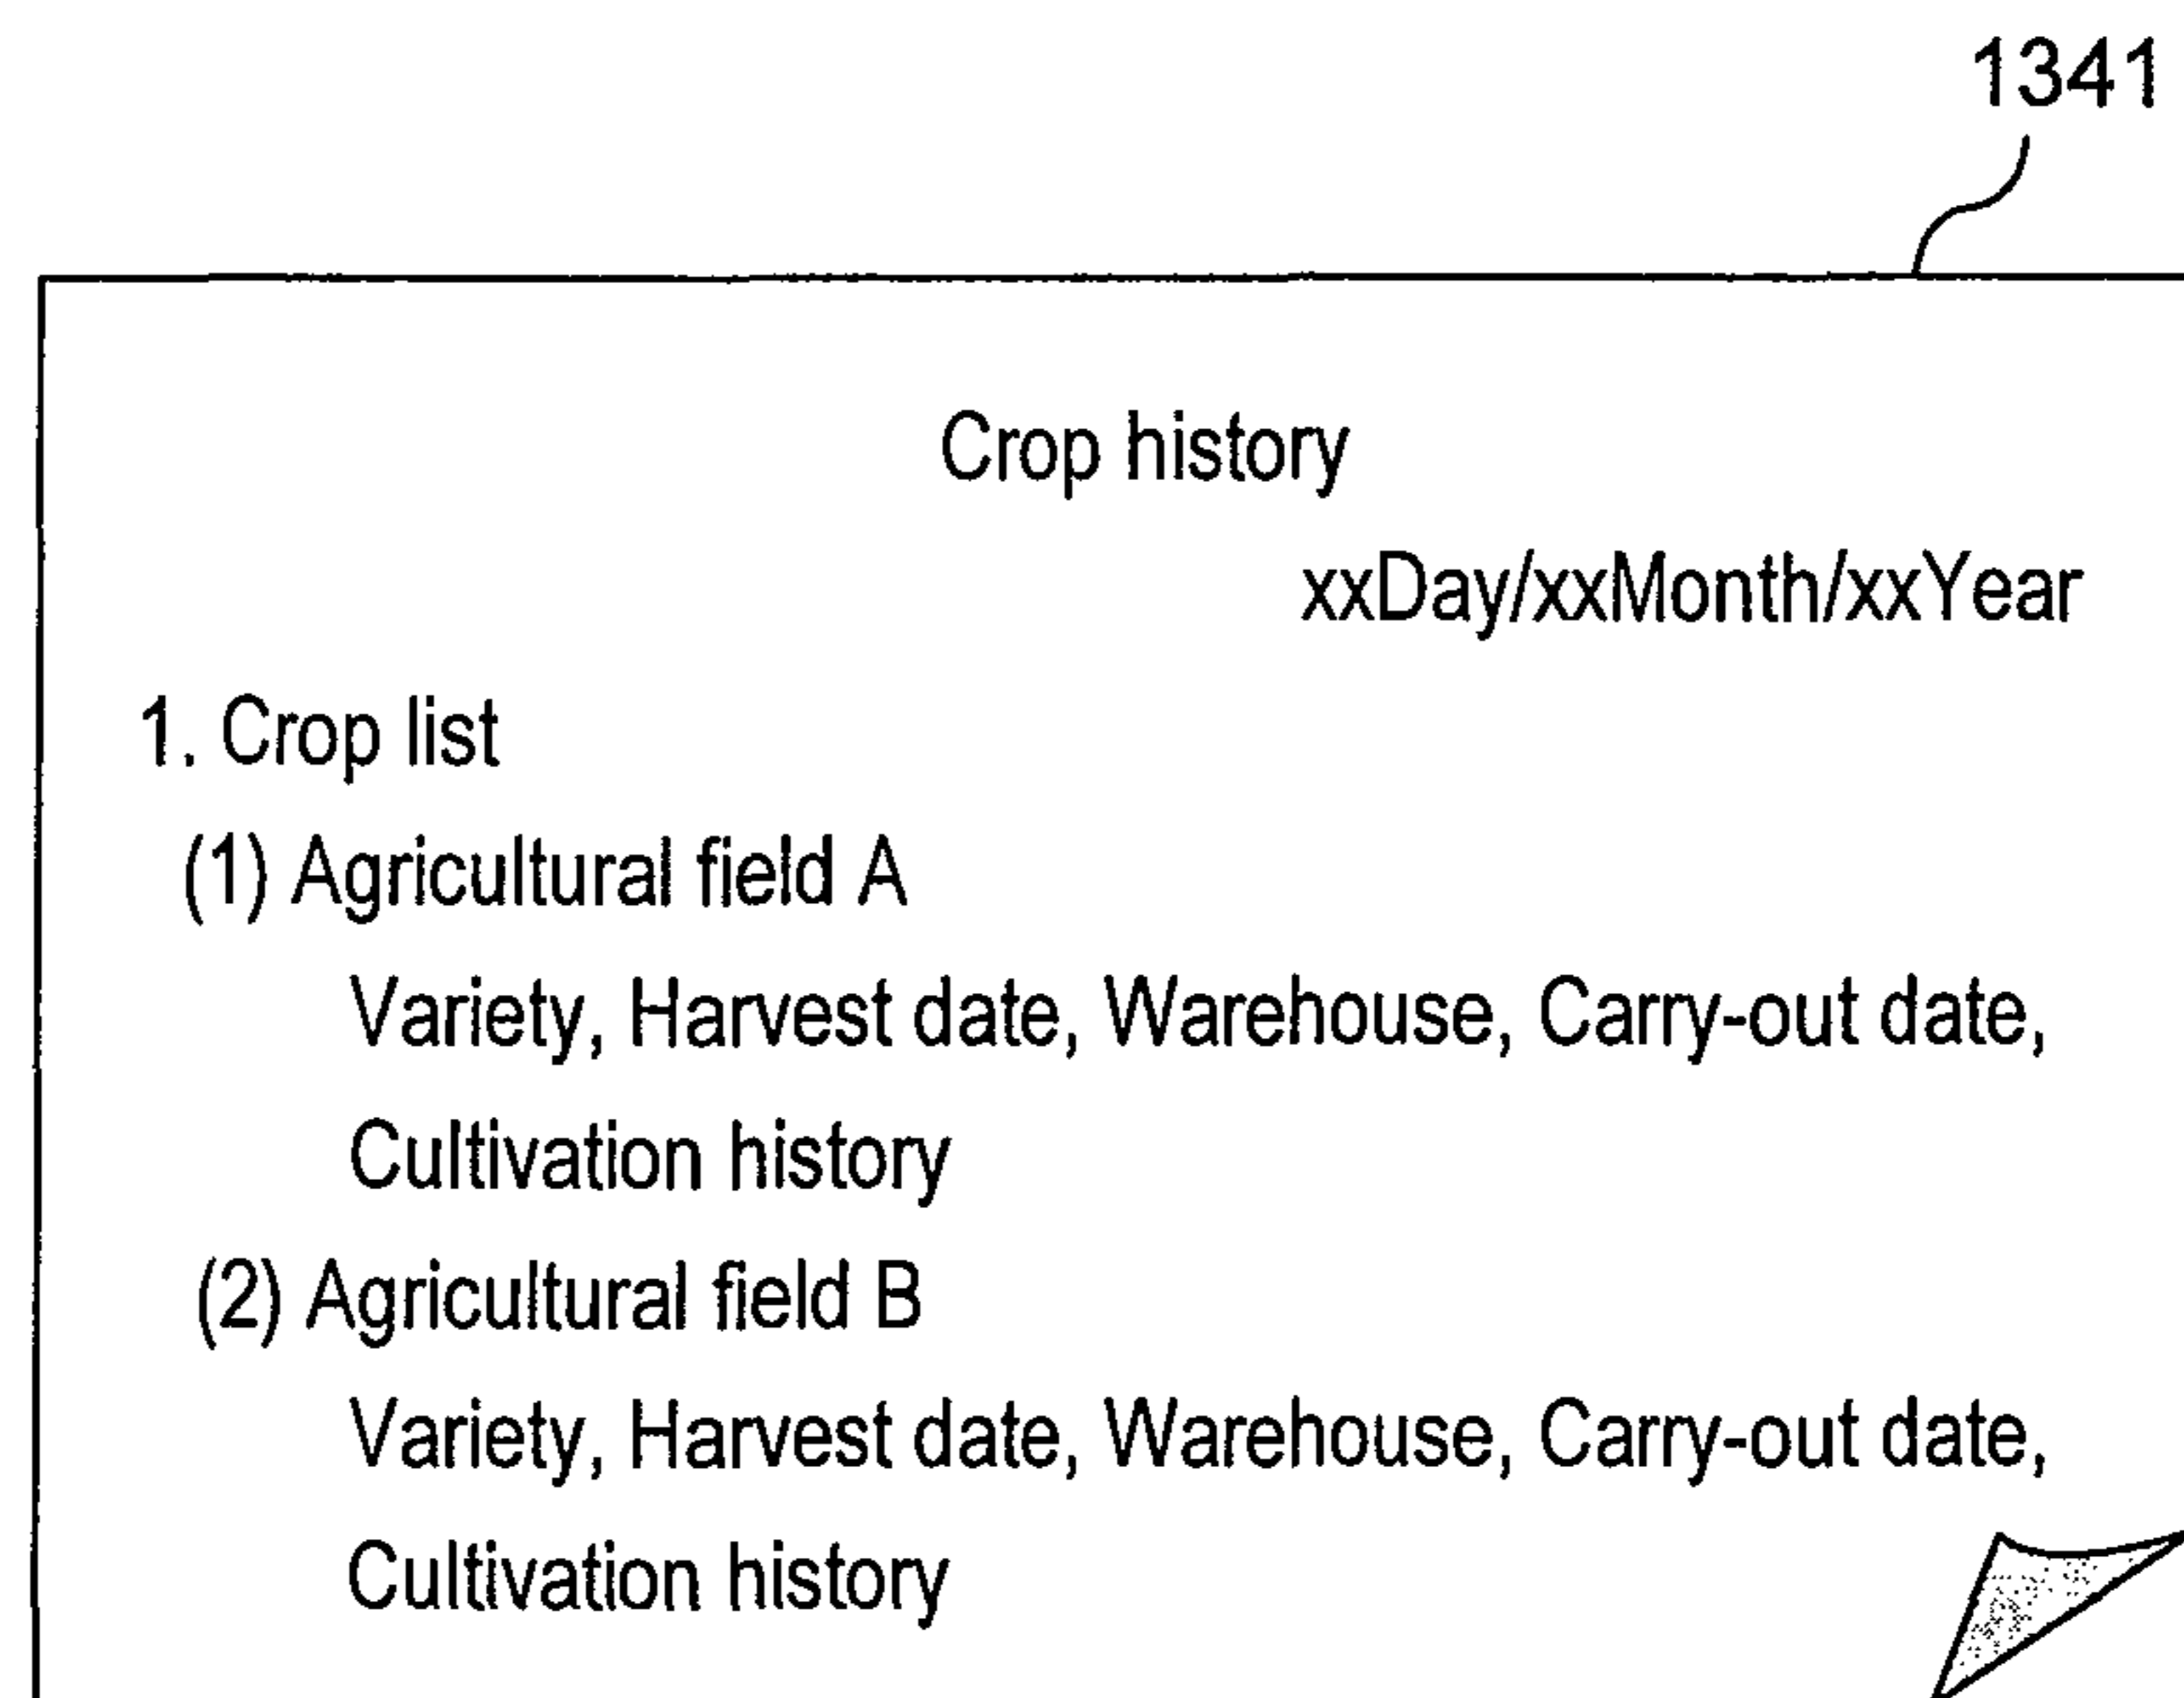 1341
Crop history
xxDay/xxMonth/xxYear
1. Crop list
(1) Agricultural field A
Variety, Harvest date, Warehouse, Carry-out date,
Cultivation history
(2) Agricultural field B
Variety, Harvest date, Warehouse, Carry-out date,
Cultivation history